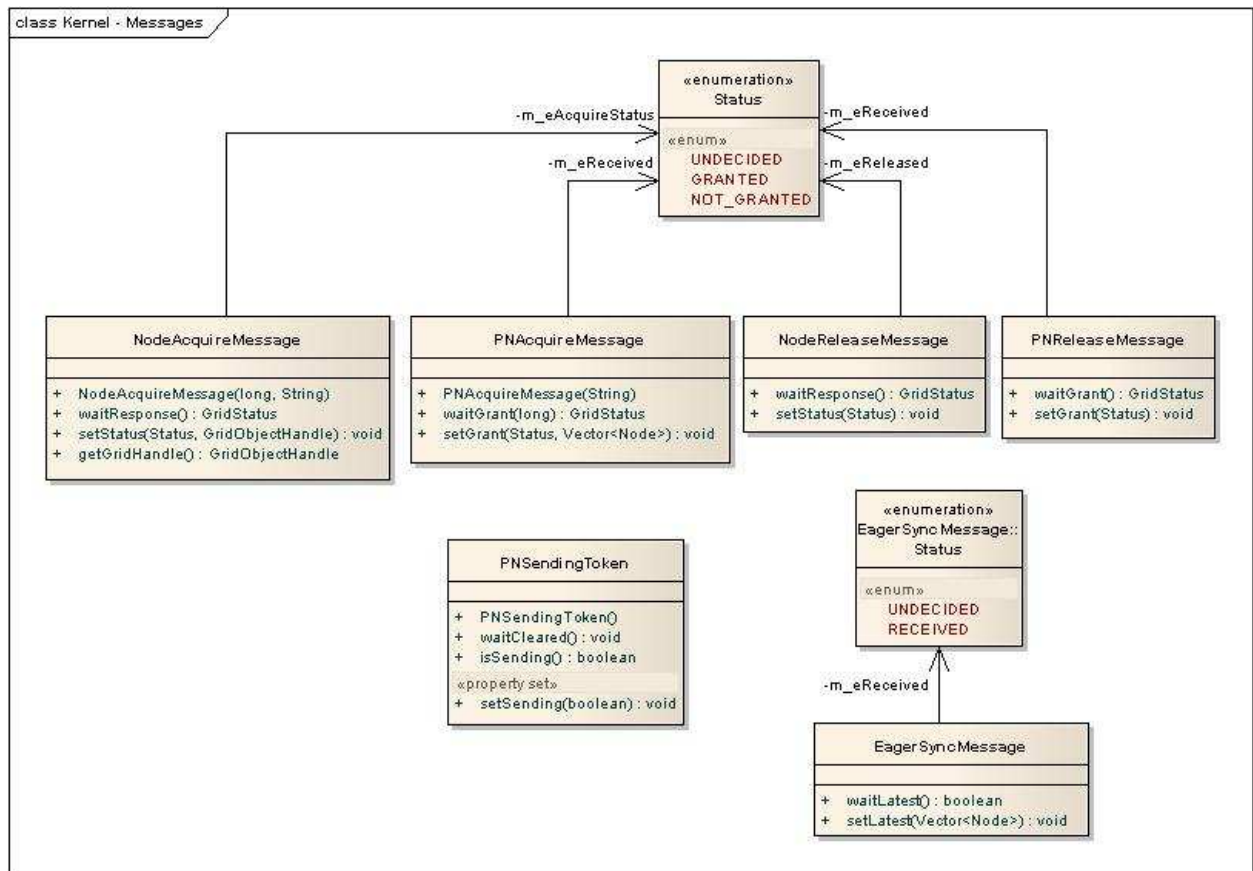 class Kernel - Messages
«enumeration»
Status
«enum»
UNDECIDED
GRANTED
NOT_GRANTED
-m_eAcquireStatus
-m_eReceived
-m_eReceived
-m_eReleased
NodeAcquireMessage
+ NodeAcquireMessage(long, String)
+ waitResponse() : GridStatus
+ setStatus(Status, GridObjectHandle) : void
+ getGridHandle() : GridObjectHandle
PNAcquireMessage
+ PNAcquireMessage(String)
+ waitGrant(long) : GridStatus
+ setGrant(Status, Vector<Node>) : void
NodeReleaseMessage
+ waitResponse() : GridStatus
+ setStatus(Status) : void
PNReleaseMessage
+ waitGrant() : GridStatus
+ setGrant(Status) : void
PNSendingToken
+ PNSendingToken()
+ waitCleared() : void
+ isSending() : boolean
«property set»
+ setSending(boolean) : void
«enumeration»
EagerSyncMessage::
Status
«enum»
UNDECIDED
RECEIVED
-m_eReceived
EagerSyncMessage
+ waitLatest() : boolean
+ setLatest(Vector<Node>) : void